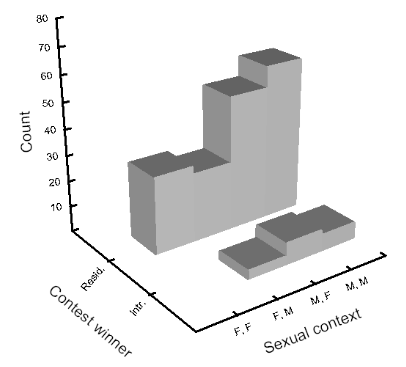 80
70
60
50
40
30
20
10
Count
Resid.
Intr.
Contest winner
F, F
F, M
M, F
M, M
Sexual context